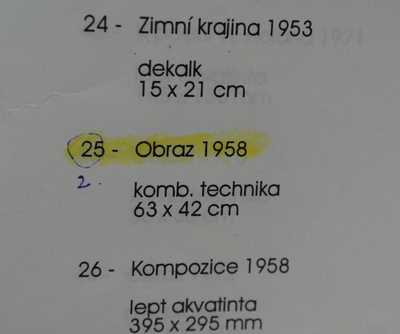 24 - Zimní krajina 1953
dekalk
15 x 21 cm
25 - Obraz 1958
2.
komb. technika
63 x 42 cm
26 - Kompozice 1958
lept akvatinta
395 x 295 mm